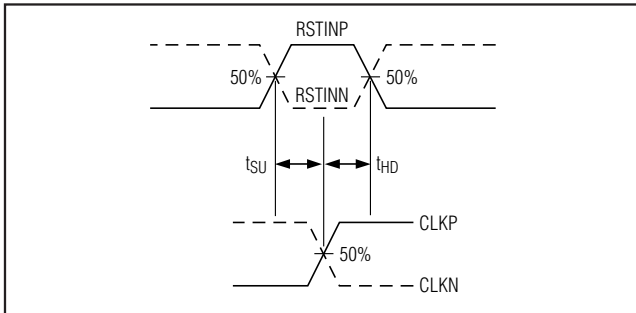 RSTINP
50%
50%
RSTINN
tSU
tHD
CLKP
50%
CLKN